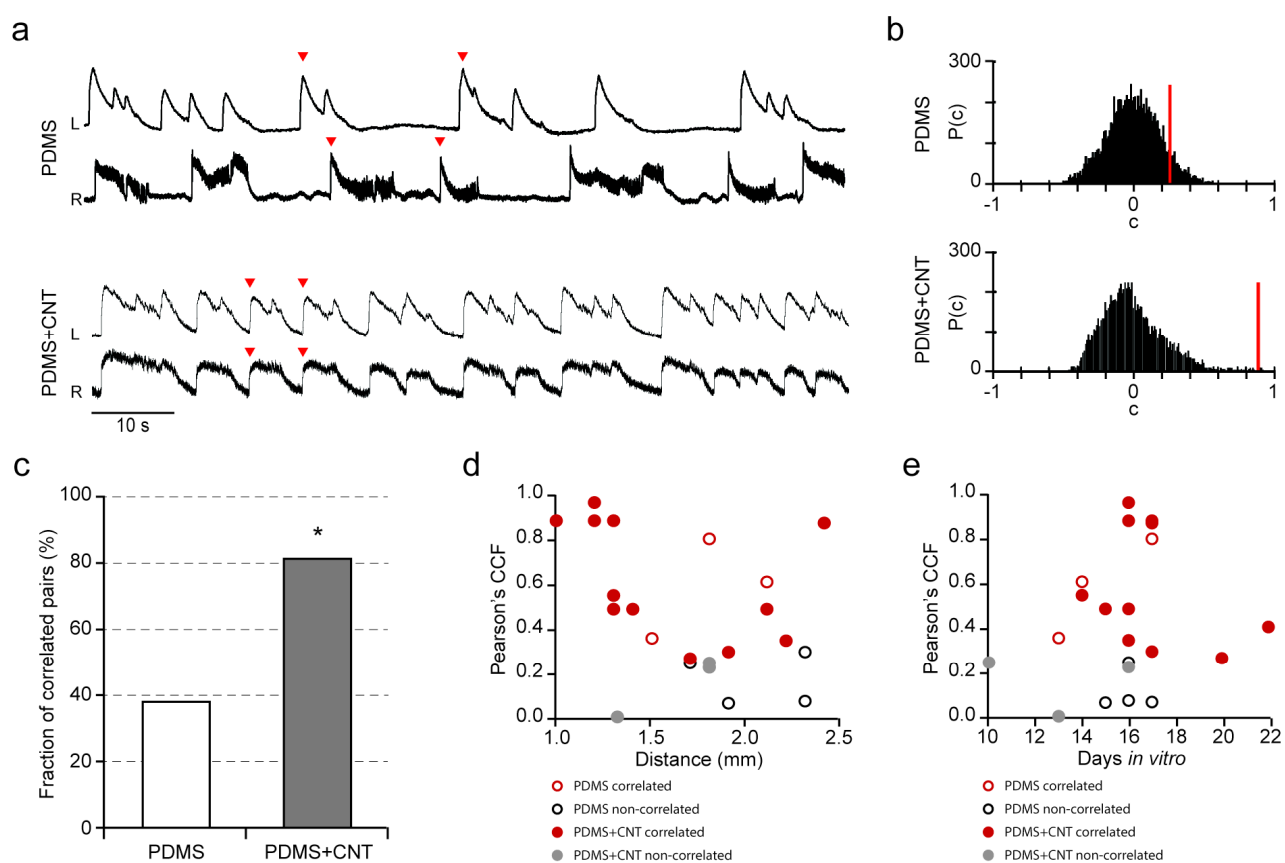 a
PDMS
L
R
PDMS+CNT
L
R
10 s
b
PDMS
P(c)
300
0
-1
0
1
c
PDMS+CNT
P(c)
300
0
-1
0
1
c
c
Fraction of correlated pairs (%)
100
80
60
40
20
0
*
PDMS
PDMS+CNT
d
Pearson's CCF
1.0
0.8
0.6
0.4
0.2
0.0
1.0
1.5
2.0
2.5
Distance (mm)
PDMS correlated
PDMS non-correlated
PDMS+CNT correlated
PDMS+CNT non-correlated
e
Pearson's CCF
1.0
0.8
0.6
0.4
0.2
0.0
10
12
14
16
18
20
22
Days in vitro
PDMS correlated
PDMS non-correlated
PDMS+CNT correlated
PDMS+CNT non-correlated